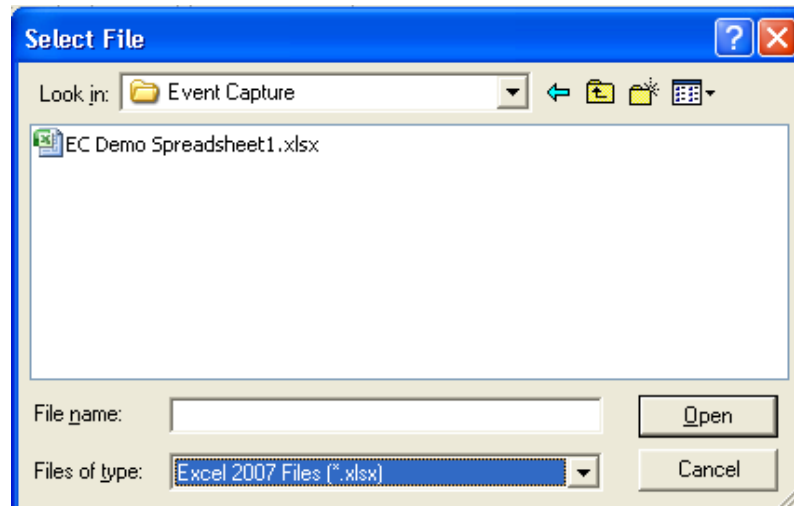 Select File
?
Look in: Event Capture
EC Demo Spreadsheet1.xlsx
File name: Open
Files of type: Excel 2007 Files (*.xlsx) Cancel